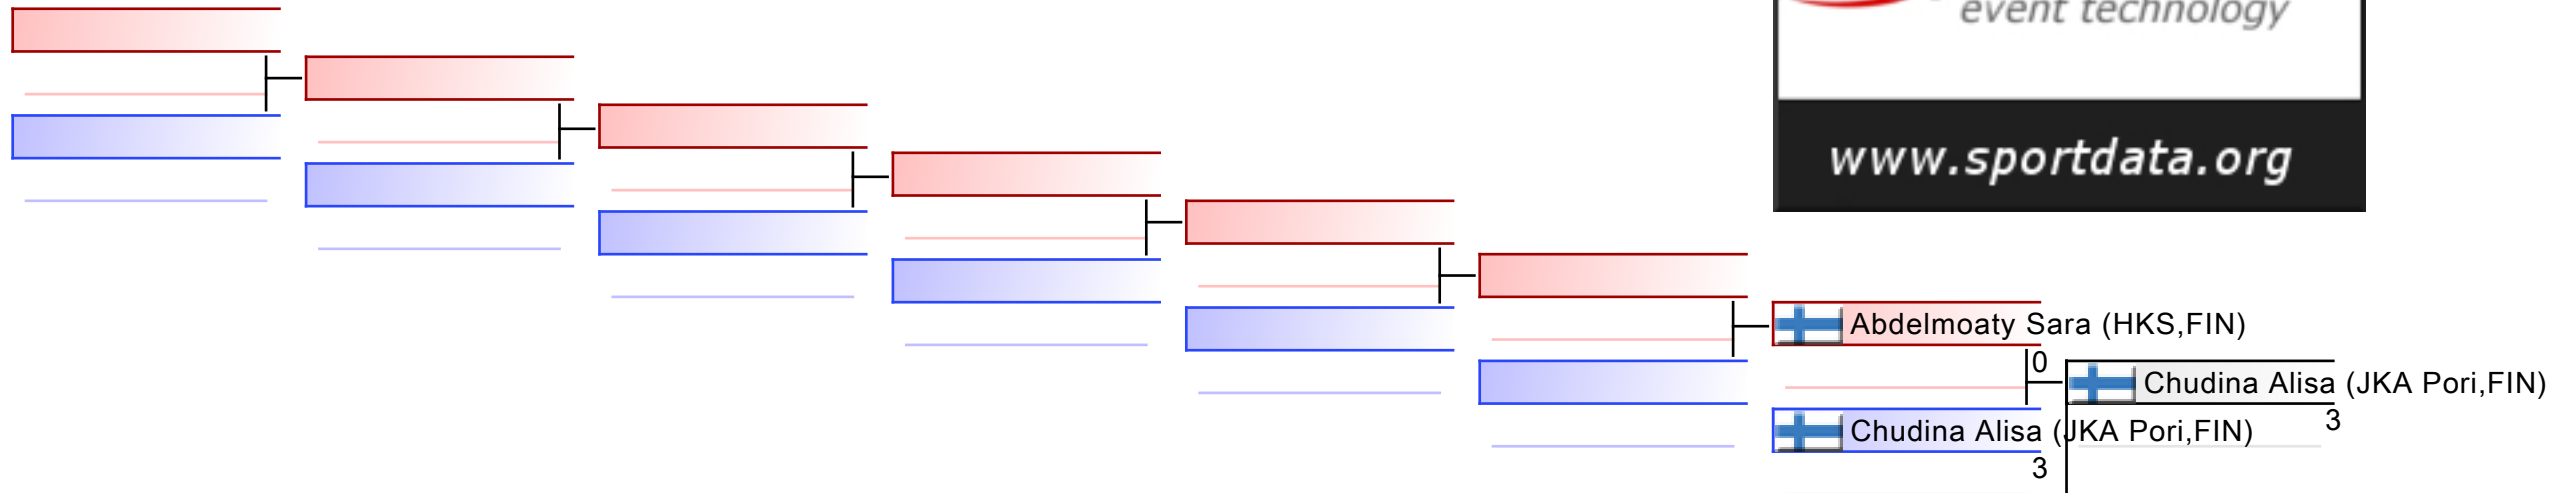 event technology
www.sportdata.org
Abdelmoaty Sara (HKS,FIN)
0
Chudina Alisa (JKA Pori,FIN)
3
Chudina Alisa (JKA Pori,FIN)
3